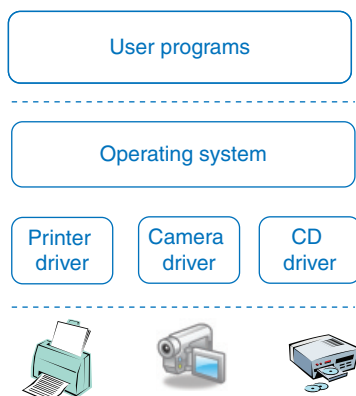 User programs
Operating system
Printer
driver
Camera
driver
CD
driver